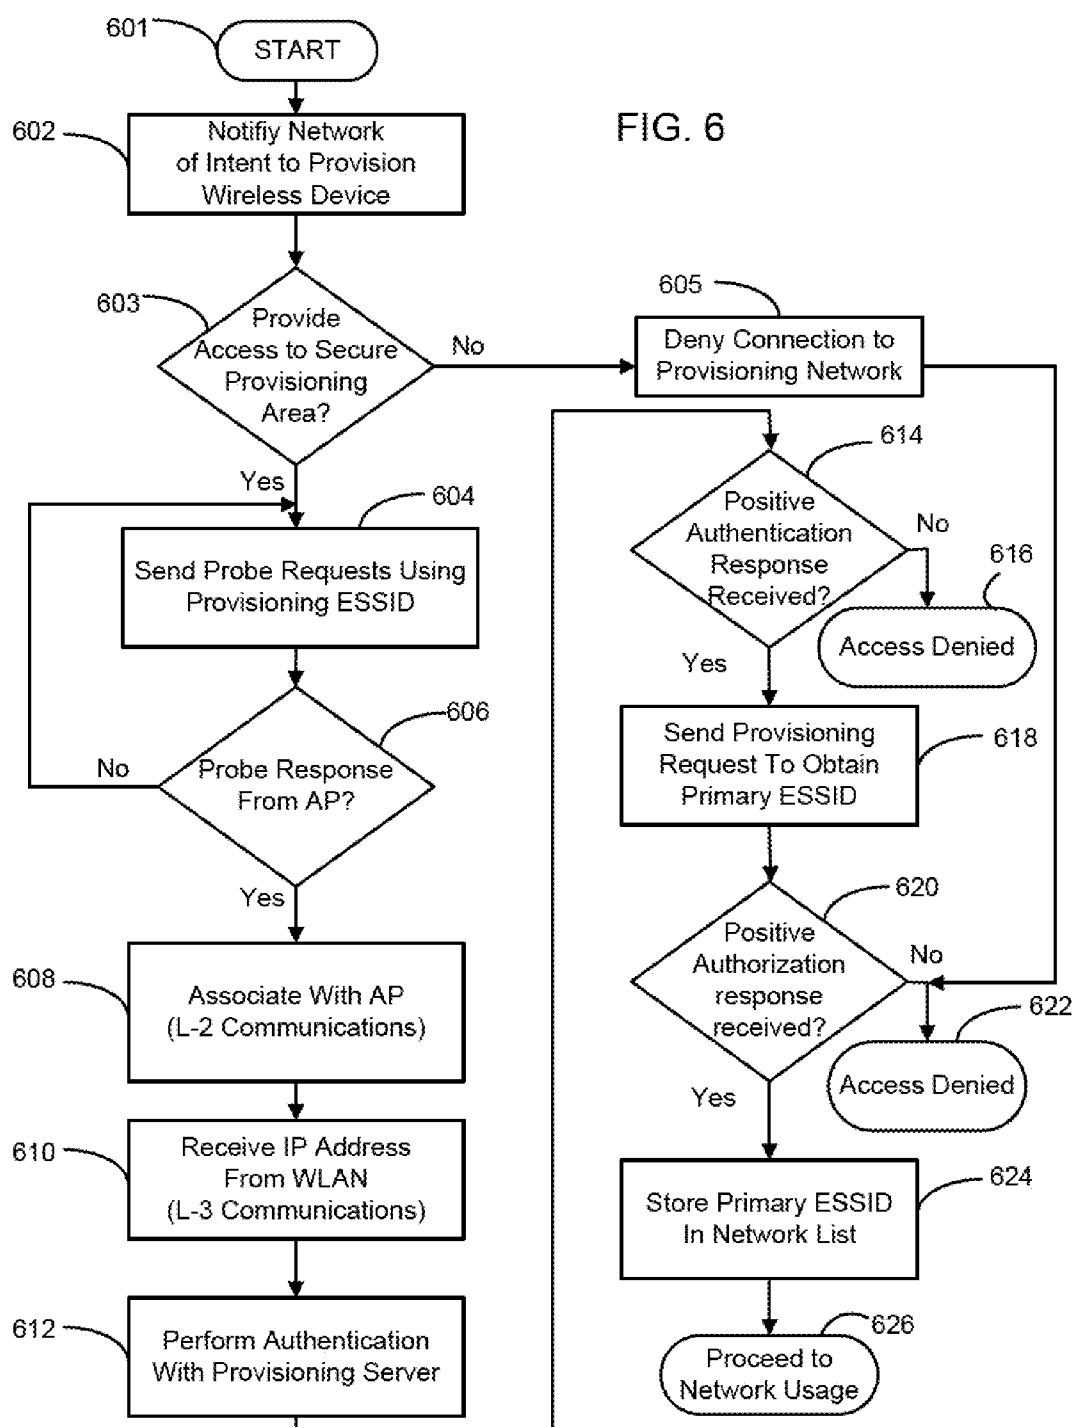 601
START
FIG. 6
602
Notifiy Network
of Intent to Provision
Wireless Device
603
Provide
Access to Secure
Provisioning
Area?
No
Yes
605
Deny Connection to
Provisioning Network
604
Send Probe Requests Using
Provisioning ESSID
606
Probe Response
From AP?
No
Yes
608
Associate With AP
(L-2 Communications)
610
Receive IP Address
From WLAN
(L-3 Communications)
612
Perform Authentication
With Provisioning Server
614
Positive
Authentication
Response
Received?
No
616
Access Denied
Yes
618
Send Provisioning
Request To Obtain
Primary ESSID
620
Positive
Authorization
response
received?
No
622
Access Denied
Yes
624
Store Primary ESSID
In Network List
626
Proceed to
Network Usage